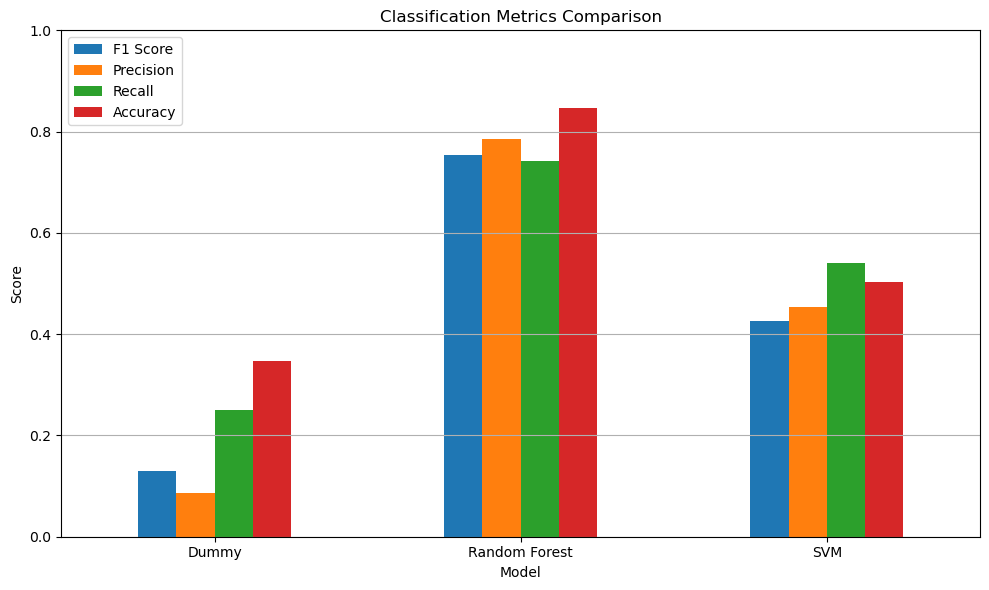 Classification Metrics Comparison
F1 Score
Precision
Recall
Accuracy
1.0
0.8
0.6
0.4
0.2
0.0
Score
Dummy
Random Forest
SVM
Model